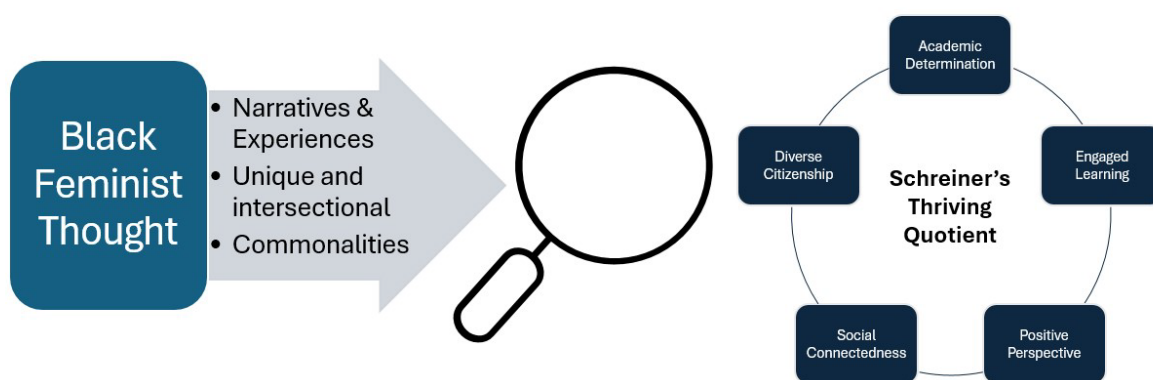 Black
Feminist
Thought
• Narratives &
Experiences
• Unique and
intersectional
• Commonalities
Academic
Determination
Engaged
Learning
Positive
Perspective
Social
Connectedness
Diverse
Citizenship
Schreiner’s
Thriving
Quotient